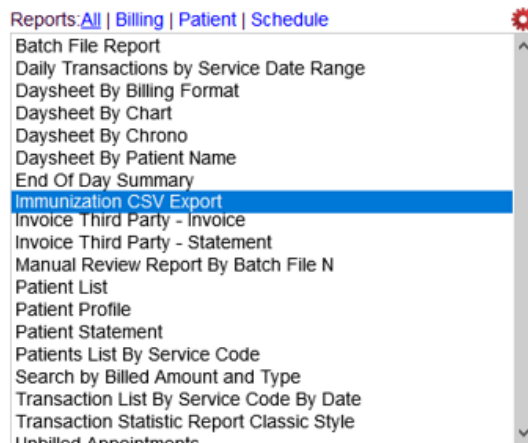 Reports:All | Billing | Patient | Schedule
Batch File Report
Daily Transactions by Service Date Range
Daysheet By Billing Format
Daysheet By Chart
Daysheet By Chrono
Daysheet By Patient Name
End Of Day Summary
Immunization CSV Export
Invoice Third Party - Invoice
Invoice Third Party - Statement
Manual Review Report By Batch File N
Patient List
Patient Profile
Patient Statement
Patients List By Service Code
Search by Billed Amount and Type
Transaction List By Service Code By Date
Transaction Statistic Report Classic Style
Unbilled Appointments